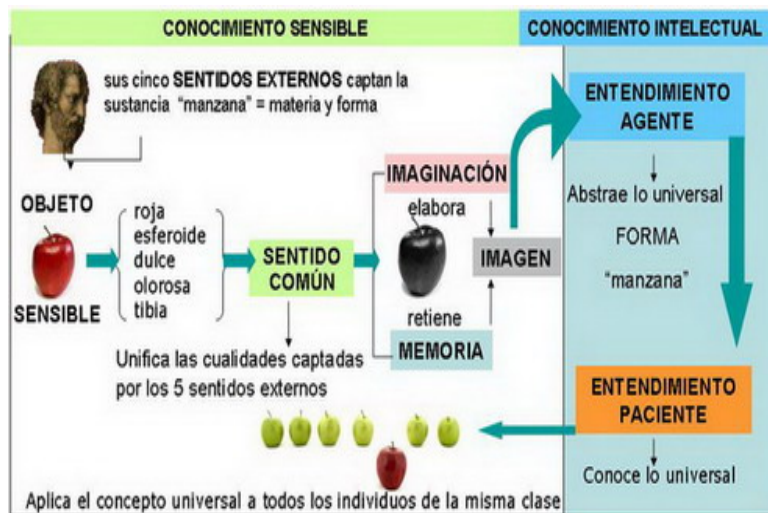 CONOCIMIENTO SENSIBLE
CONOCIMIENTO INTELECTUAL
sus cinco SENTIDOS EXTERNOS captan la
sustancia "manzana" = materia y forma
OBJETO
SENSIBLE
roja
esferoide
dulce
olorosa
tibia
SENTIDO
COMÚN
Unifica las cualidades captadas
por los 5 sentidos externos
IMAGINACIÓN
elabora
IMAGEN
retiene
MEMORIA
ENTENDIMIENTO
AGENTE
Abstrae lo universal
FORMA
"manzana"
ENTENDIMIENTO
PACIENTE
Conoce lo universal
Aplica el concepto universal a todos los individuos de la misma clase